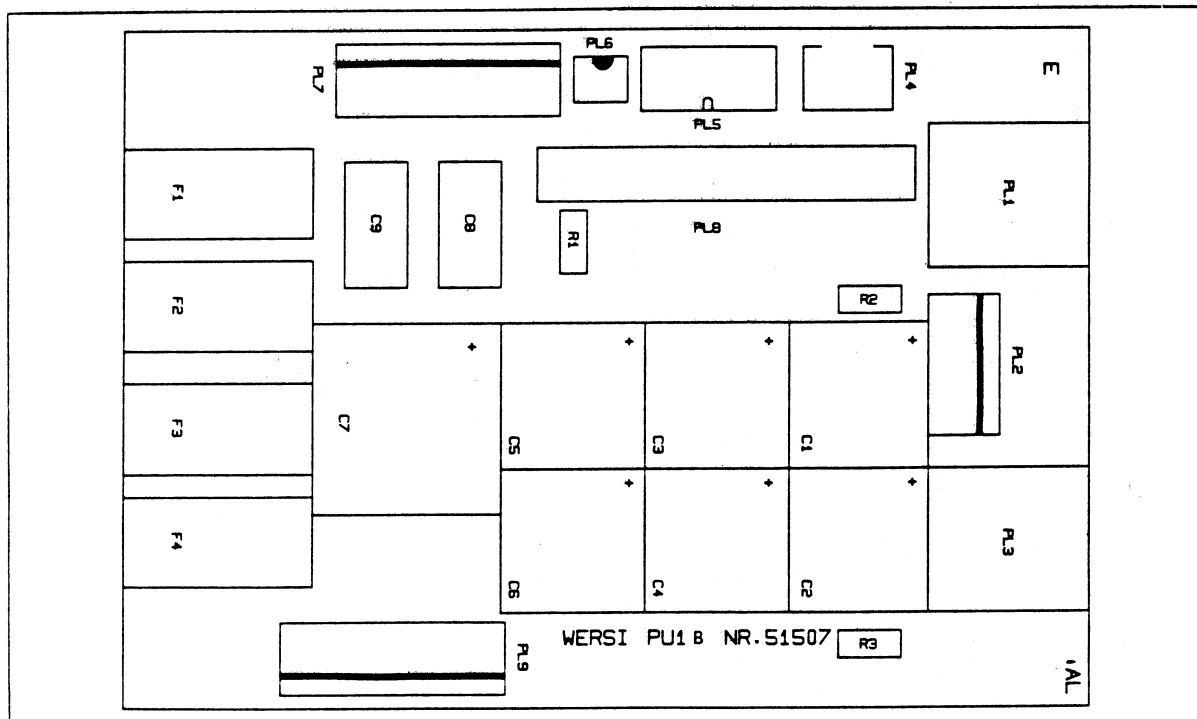 PL6
PL7
PL4
E
PL5
F1
C9
C8
R1
PL8
PL1
F2
R2
PL2
F3
C7
C5
C3
C1
+
+
+
+
F4
+
+
+
C6
C4
C2
PL3
WERSI PU1 B NR.51507
R3
PL9
'AL